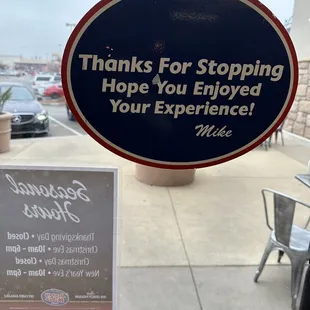 Thanks For Stopping
Hope You Enjoyed
Your Experience!
Mike
Seasonal
Hours
Thanksgiving Day • Closed
Christmas Eve • 10am - 6pm
Christmas Day • Closed
New Year's Eve • 10am - 6pm